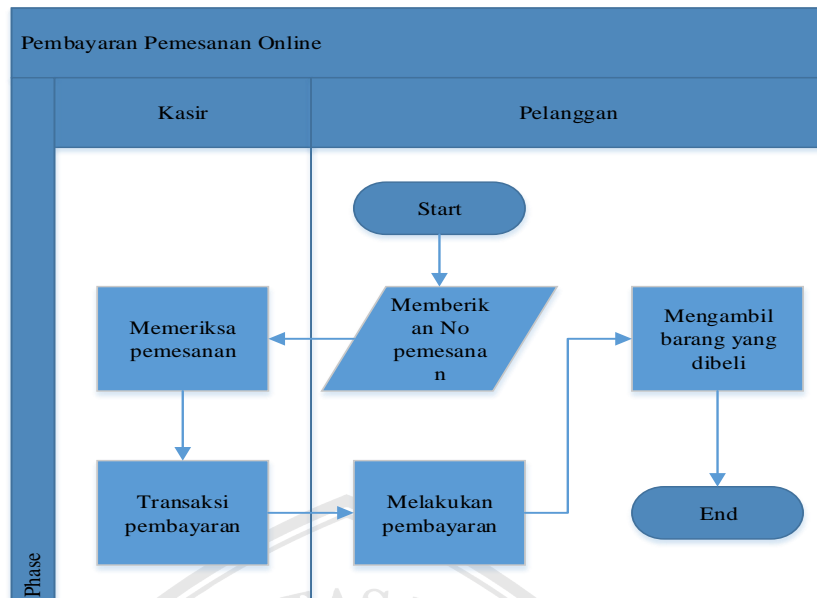 Pembayaran Pemesanan Online
Kasir
Pelanggan
Start
Memberik
an No
pemesana
n
Memeriksa
pemesanan
Mengambil
barang yang
dibeli
Transaksi
pembayaran
Melakukan
pembayaran
End
Phase